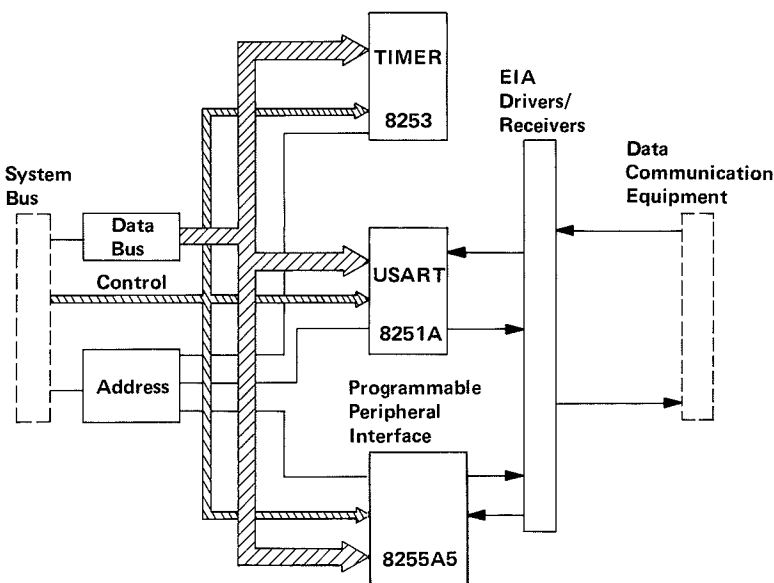 TIMER
8253
EIA
Drivers/
Receivers
Data
Communication
Equipment
System
Bus
Data
Bus
Control
USART
8251A
Address
Programmable
Peripheral
Interface
8255A5